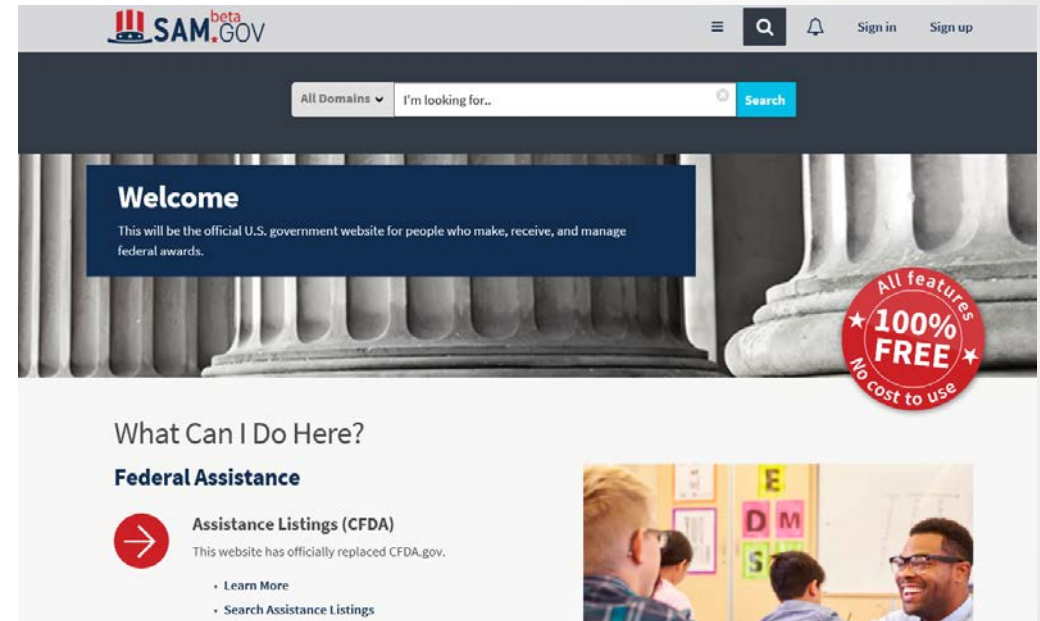 beta
SAM.GOV
Sign in
Sign up
All Domains
I'm looking for..
Search
Welcome
This will be the official U.S. government website for people who make, receive, and manage
federal awards.
All features
100%
FREE
No cost to use
What Can I Do Here?
Federal Assistance
Assistance Listings (CFDA)
This website has officially replaced CFDA.gov.
• Learn More
• Search Assistance Listings
E
D M
S